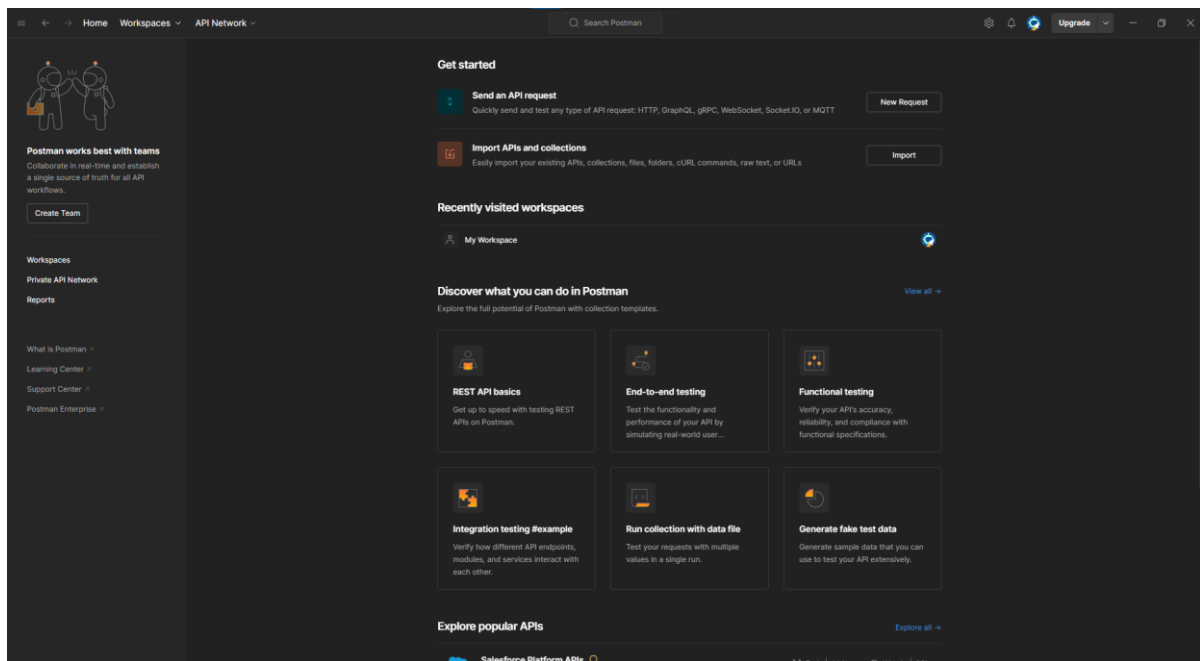 Home Workspaces API Network
Search Postman
Upgrade
Postman works best with teams
Collaborate in real-time and establish
a single source of truth for all API
workflows.
Create Team
Workspaces
Private API Network
Reports
What is Postman
Learning Center
Support Center
Postman Enterprise
Get started
Send an API request
Quickly send and test any type of API request: HTTP, GraphQL, gRPC, WebSocket, Socket.IO, or MQTT
New Request
Import APIs and collections
Easily import your existing APIs, collections, files, folders, cURL commands, raw text, or URLs
Import
Recently visited workspaces
My Workspace
Discover what you can do in Postman
View all →
Explore the full potential of Postman with collection templates.
REST API basics
Get up to speed with testing REST
APIs on Postman.
End-to-end testing
Test the functionality and
performance of your API by
simulating real-world user...
Functional testing
Verify your API's accuracy,
reliability, and compliance with
functional specifications.
Integration testing #example
Verify how different API endpoints,
modules, and services interact with
each other.
Run collection with data file
Test your requests with multiple
values in a single run.
Generate fake test data
Generate sample data that you can
use to test your API extensively.
Explore popular APIs
Explore all →
Salesforce Platform APIs